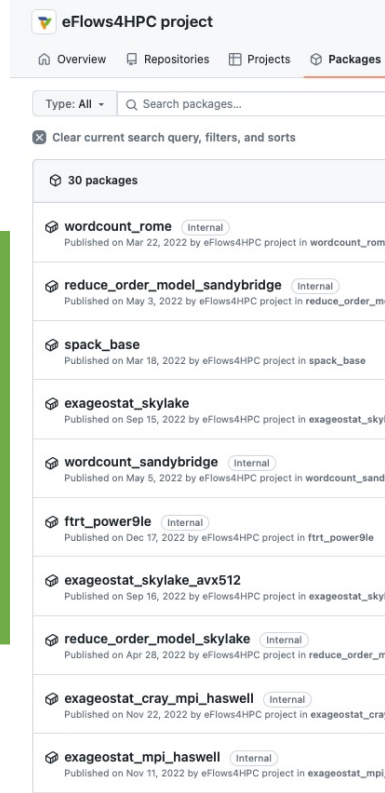 eFlows4HPC project
Overview Repositories Projects Packages
Type: All Search packages...
Clear current search query, filters, and sorts
30 packages
wordcount_rome Internal
Published on Mar 22, 2022 by eFlows4HPC project in wordcount_rom
reduce_order_model_sandybridge Internal
Published on May 3, 2022 by eFlows4HPC project in reduce_order_m
spack_base
Published on Mar 18, 2022 by eFlows4HPC project in spack_base
exageostat_skylake
Published on Sep 15, 2022 by eFlows4HPC project in exageostat_skyl
wordcount_sandybridge Internal
Published on May 5, 2022 by eFlows4HPC project in wordcount_sand
ftrt_power9le Internal
Published on Dec 17, 2022 by eFlows4HPC project in ftrt_power9le
exageostat_skylake_avx512
Published on Sep 16, 2022 by eFlows4HPC project in exageostat_skyl
reduce_order_model_skylake Internal
Published on Apr 28, 2022 by eFlows4HPC project in reduce_order_m
exageostat_cray_mpi_haswell Internal
Published on Nov 22, 2022 by eFlows4HPC project in exageostat_cray
exageostat_mpi_haswell Internal
Published on Nov 11, 2022 by eFlows4HPC project in exageostat_mpi